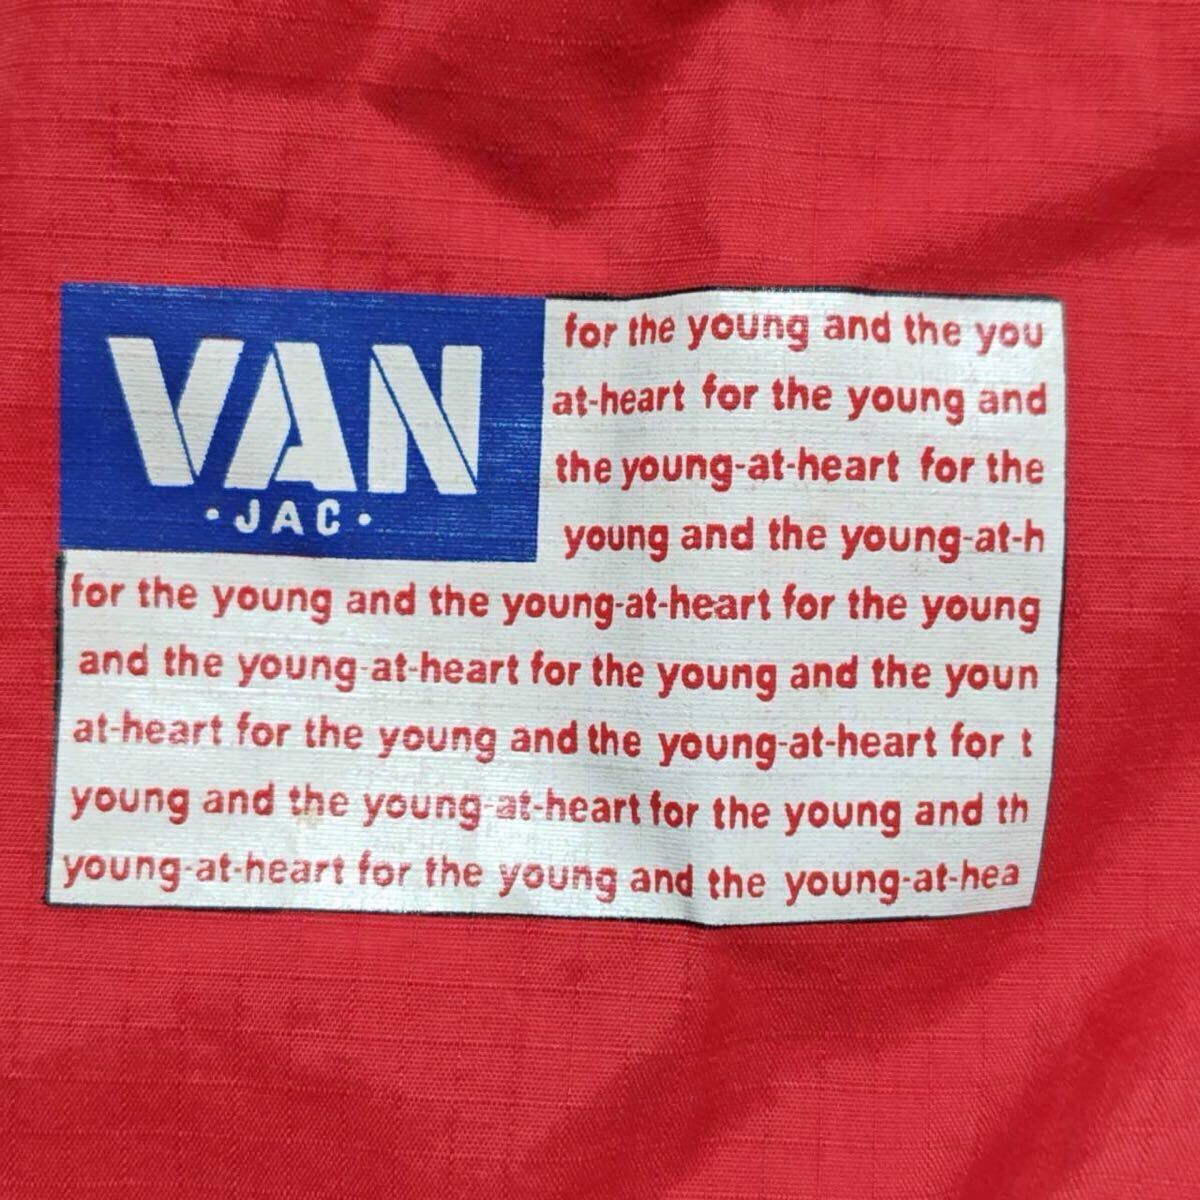 VAN
·JAC·
for the young and the you
at-heart for the young and
the young-at-heart for the
young and the young-at-h
for the young and the young-at-heart for the young
and the young-at-heart for the young and the youn
at-heart for the young and the young-at-heart for t
young and the young-at-heart for the young and th
young-at-heart for the young and the young-at-hea